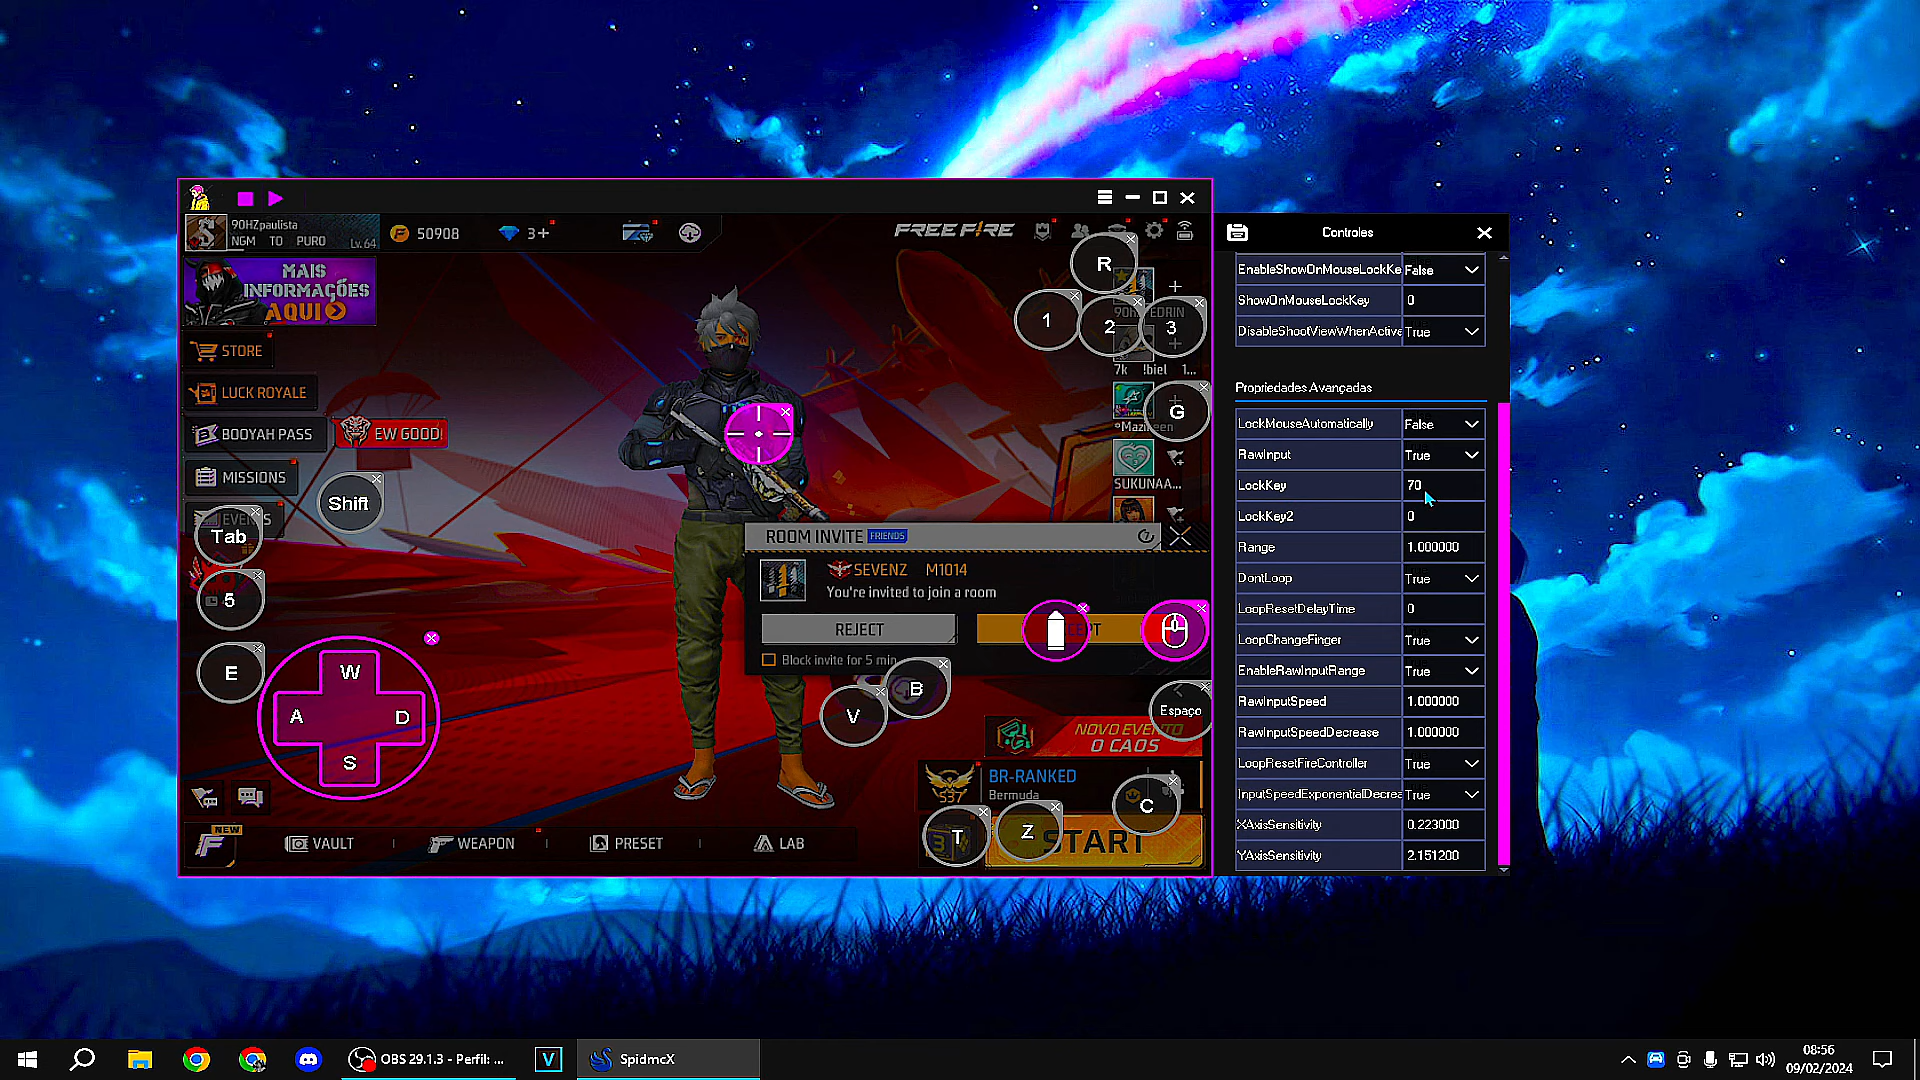 90HZpaulista
NGM TO PURO Lv.64
50908
3+
FREE FIRE
MAIS
INFORMAÇÕES
AQUI
STORE
LUCK ROYALE
BOOYAH PASS
EW GOOD
MISSIONS
EVENTS
Shift
Tab
5
E
W
A
D
S
R
1
2
3
7k !biel 1...
G
SUKUNAA...
ROOM INVITE FRIENDS
SEVENZ M1014
You're invited to join a room
REJECT
Block invite for 5 min
B
V
Espaço
NOVO EVENTO
O CAOS
BR-RANKED
Bermuda
537
C
T
Z
START
NEW
VAULT
WEAPON
PRESET
LAB
Controles
EnableShowOnMouseLockKe False
ShowOnMouseLockKey 0
DisableShootViewWhenActive True
Propriedades Avançadas
LockMouseAutomatically False
RawInput True
LockKey 70
LockKey2 0
Range 1.000000
DontLoop True
LoopResetDelayTime 0
LoopChangeFinger True
EnableRawInputRange True
RawInputSpeed 1.000000
RawInputSpeedDecrease 1.000000
LoopResetFireController True
InputSpeedExponentialDecrea True
XAxisSensitivity 0.223000
YAxisSensitivity 2.151200
OBS 29.1.3 - Perfil: ...
V
SpidmcX
08:56
09/02/2024